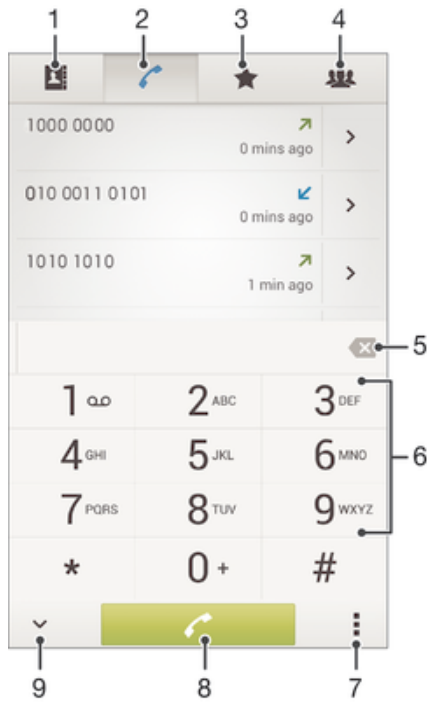 1 2 3 4
1000 0000
0 mins ago
010 0011 0101
0 mins ago
1010 1010
1 min ago
5
1 2 ABC 3 DEF
4 GHI 5 JKL 6 MNO
6
7 PQRS 8 TUV 9 WXYZ
* 0 + #
9 8 7